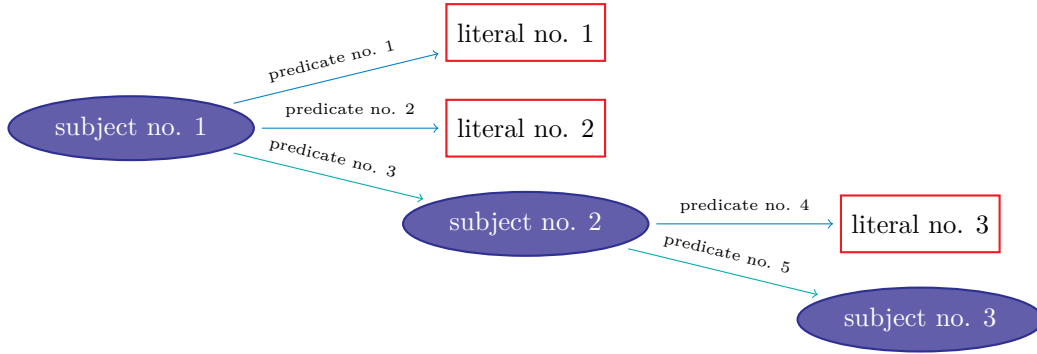 literal no. 1
predicate no. 1
predicate no. 2
subject no. 1
literal no. 2
predicate no. 3
predicate no. 4
subject no. 2
literal no. 3
predicate no. 5
subject no. 3